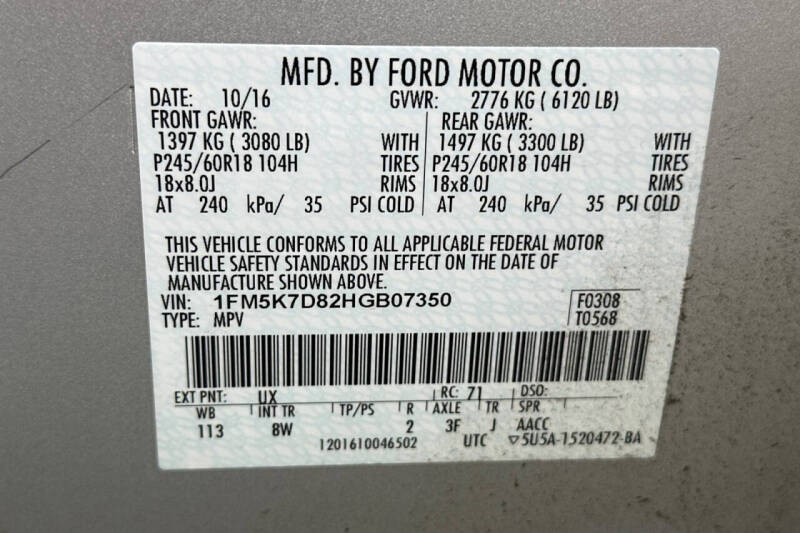 MFD. BY FORD MOTOR CO.
DATE: 10/16 GVWR: 2776 KG ( 6120 LB)
FRONT GAWR: REAR GAWR:
1397 KG ( 3080 LB) WITH 1497 KG ( 3300 LB) WITH
P245/60R18 104H TIRES P245/60R18 104H TIRES
18x8.0J RIMS 18x8.0J RIMS
AT 240 kPa/ 35 PSI COLD AT 240 kPa/ 35 PSI COLD
THIS VEHICLE CONFORMS TO ALL APPLICABLE FEDERAL MOTOR
VEHICLE SAFETY STANDARDS IN EFFECT ON THE DATE OF
MANUFACTURE SHOWN ABOVE.
VIN: 1FM5K7D82HGB07350 F0308
TYPE: MPV T0568
EXT PNT: UX RC: 71 DSO:
WB INT TR TP/PS R AXLE TR SPR
113 8W 2 3F J AACC
1201610046502 UTC ▽5U5A-1520472-BA